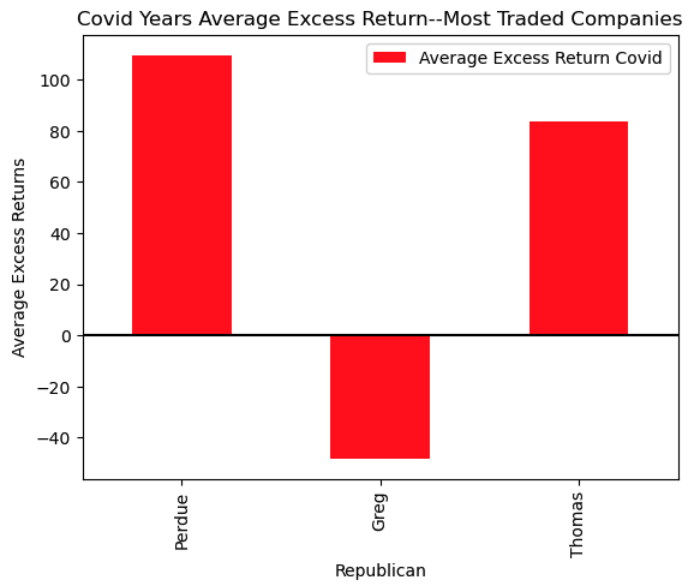 Covid Years Average Excess Return--Most Traded Companies
Average Excess Return Covid
Average Excess Returns
100
80
60
40
20
0
−20
−40
Perdue
Greg
Thomas
Republican